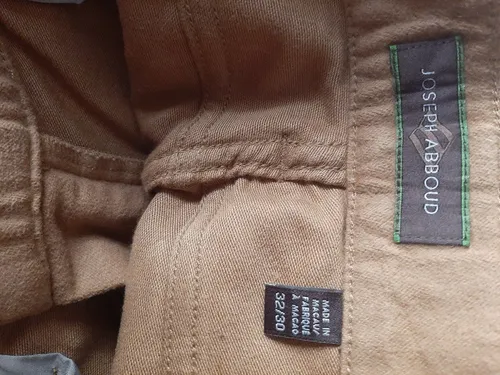 JOSEPH ABBOUD
MADE IN
MACAU/
FABRIQUE
À MACAO
32/30